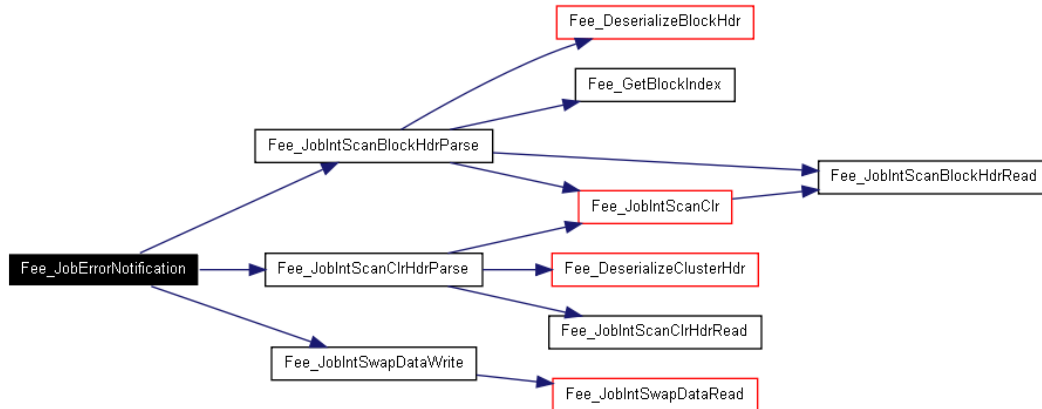 Fee_DeserializeBlockHdr
Fee_GetBlockIndex
Fee_JobIntScanBlockHdrParse
Fee_JobIntScanBlockHdrRead
Fee_JobIntScanClr
Fee_JobErrorNotification
Fee_JobIntScanClrHdrParse
Fee_DeserializeClusterHdr
Fee_JobIntScanClrHdrRead
Fee_JobIntSwapDataWrite
Fee_JobIntSwapDataRead